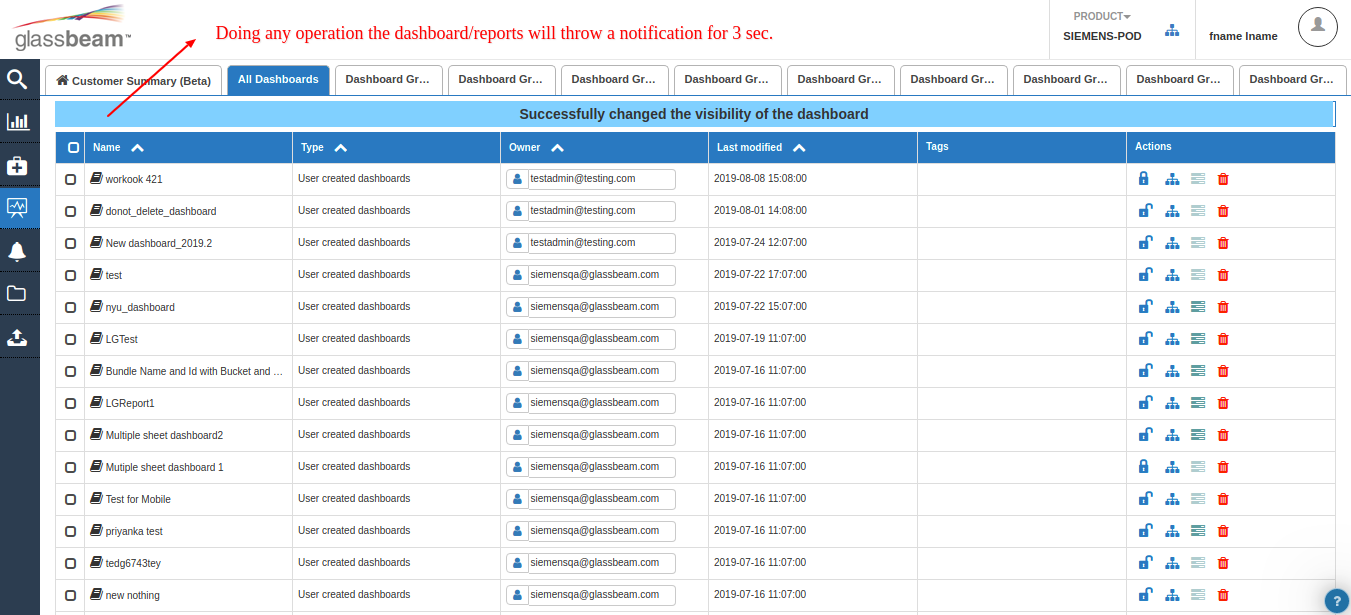 glassbeam™
Doing any operation the dashboard/reports will throw a notification for 3 sec.
PRODUCT
SIEMENS-POD
fname lname
Customer Summary (Beta) All Dashboards Dashboard Gr... Dashboard Gr... Dashboard Gr... Dashboard Gr... Dashboard Gr... Dashboard Gr... Dashboard Gr... Dashboard Gr... Dashboard Gr...
Successfully changed the visibility of the dashboard
Name Type Owner Last modified Tags Actions
workook 421 User created dashboards testadmin@testing.com 2019-08-08 15:08:00
donot_delete_dashboard User created dashboards testadmin@testing.com 2019-08-01 14:08:00
New dashboard_2019.2 User created dashboards testadmin@testing.com 2019-07-24 12:07:00
test User created dashboards siemensqa@glassbeam.com 2019-07-22 17:07:00
nyu_dashboard User created dashboards siemensqa@glassbeam.com 2019-07-22 15:07:00
LGTest User created dashboards siemensqa@glassbeam.com 2019-07-19 11:07:00
Bundle Name and Id with Bucket and ... User created dashboards siemensqa@glassbeam.com 2019-07-16 11:07:00
LGReport1 User created dashboards siemensqa@glassbeam.com 2019-07-16 11:07:00
Multiple sheet dashboard2 User created dashboards siemensqa@glassbeam.com 2019-07-16 11:07:00
Mutiple sheet dashboard 1 User created dashboards siemensqa@glassbeam.com 2019-07-16 11:07:00
Test for Mobile User created dashboards siemensqa@glassbeam.com 2019-07-16 11:07:00
priyanka test User created dashboards siemensqa@glassbeam.com 2019-07-16 11:07:00
tedg6743tey User created dashboards siemensqa@glassbeam.com 2019-07-16 11:07:00
new nothing User created dashboards siemensqa@glassbeam.com 2019-07-16 11:07:00
?